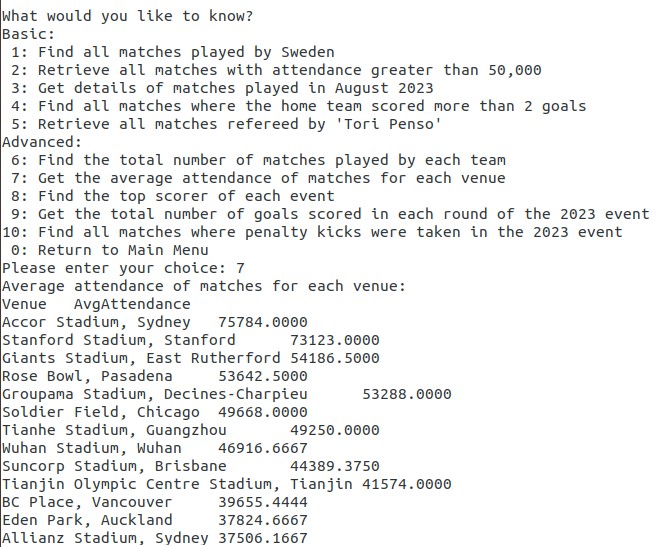 What would you like to know?
Basic:
 1: Find all matches played by Sweden
 2: Retrieve all matches with attendance greater than 50,000
 3: Get details of matches played in August 2023
 4: Find all matches where the home team scored more than 2 goals
 5: Retrieve all matches refereed by 'Tori Penso'
Advanced:
 6: Find the total number of matches played by each team
 7: Get the average attendance of matches for each venue
 8: Find the top scorer of each event
 9: Get the total number of goals scored in each round of the 2023 event
10: Find all matches where penalty kicks were taken in the 2023 event
 0: Return to Main Menu
Please enter your choice: 7
Average attendance of matches for each venue:
Venue   AvgAttendance
Accor Stadium, Sydney   75784.0000
Stanford Stadium, Stanford      73123.0000
Giants Stadium, East Rutherford 54186.5000
Rose Bowl, Pasadena     53642.5000
Groupama Stadium, Decines-Charpieu      53288.0000
Soldier Field, Chicago  49668.0000
Tianhe Stadium, Guangzhou       49250.0000
Wuhan Stadium, Wuhan    46916.6667
Suncorp Stadium, Brisbane       44389.3750
Tianjin Olympic Centre Stadium, Tianjin 41574.0000
BC Place, Vancouver     39655.4444
Eden Park, Auckland     37824.6667
Allianz Stadium, Sydney 37506.1667